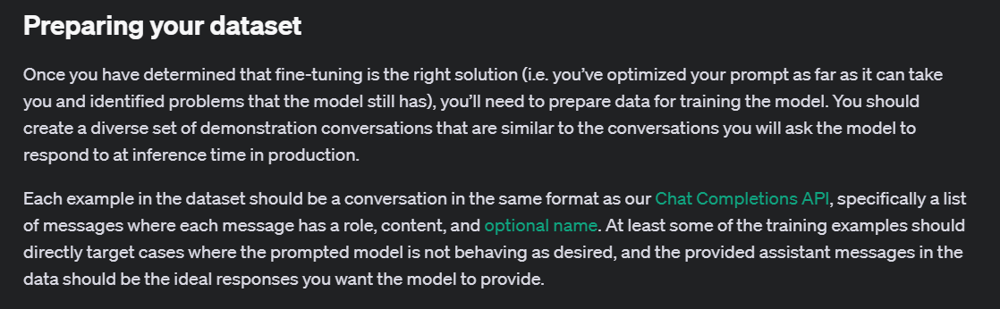 Preparing your dataset
Once you have determined that fine-tuning is the right solution (i.e. you’ve optimized your prompt as far as it can take
you and identified problems that the model still has), you’ll need to prepare data for training the model. You should
create a diverse set of demonstration conversations that are similar to the conversations you will ask the model to
respond to at inference time in production.
Each example in the dataset should be a conversation in the same format as our Chat Completions API, specifically a list
of messages where each message has a role, content, and optional name. At least some of the training examples should
directly target cases where the prompted model is not behaving as desired, and the provided assistant messages in the
data should be the ideal responses you want the model to provide.